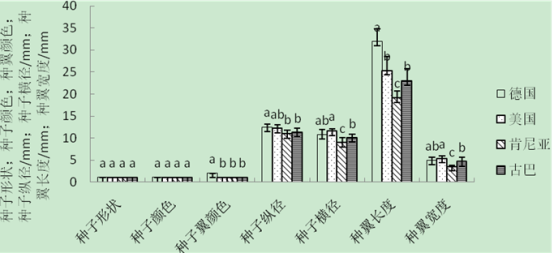 种子形状；种子颜色；种翼颜色；
种子纵径/mm；种子横径/mm；种
翼长度/mm；种翼宽度/mm
40
35
30
25
20
15
10
5
0
a a a a
a a a a
a b b b
a ab b b
ab a c b
a b c b
ab a c b
种子形状
种子颜色
种子翼颜色
种子纵径
种子横径
种翼长度
种翼宽度
德国
美国
肯尼亚
古巴